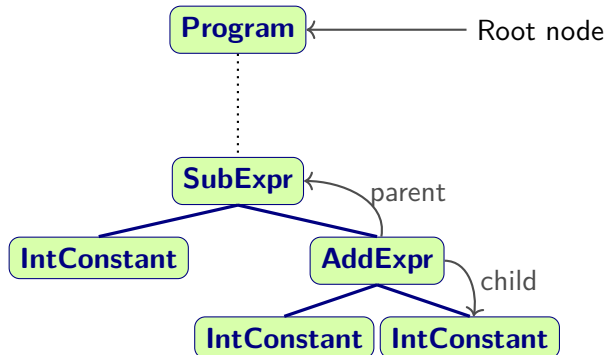 Program
Root node
SubExpr
parent
IntConstant
AddExpr
child
IntConstant
IntConstant